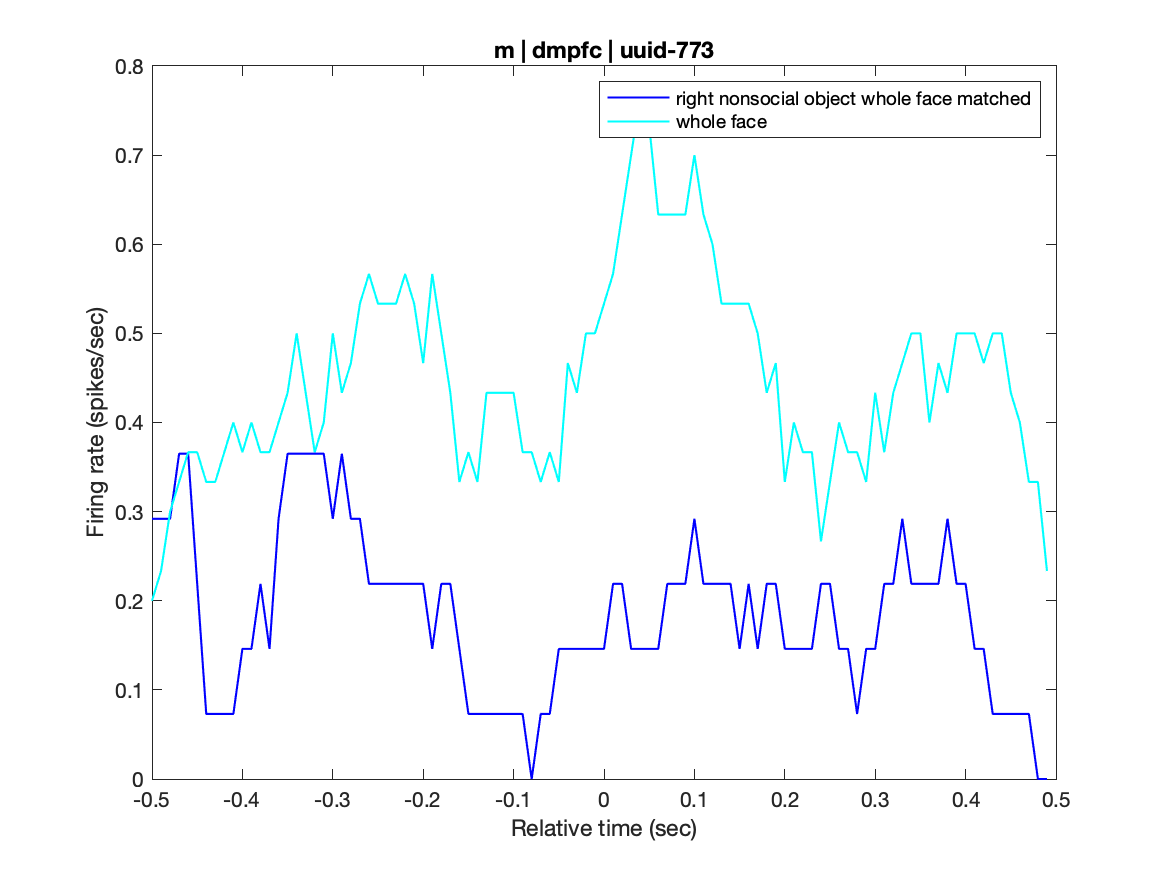 m | dmpfc | uuid-773
right nonsocial object whole face matched
whole face
Firing rate (spikes/sec)
0.8
0.7
0.6
0.5
0.4
0.3
0.2
0.1
0
-0.5 -0.4 -0.3 -0.2 -0.1 0 0.1 0.2 0.3 0.4 0.5
Relative time (sec)